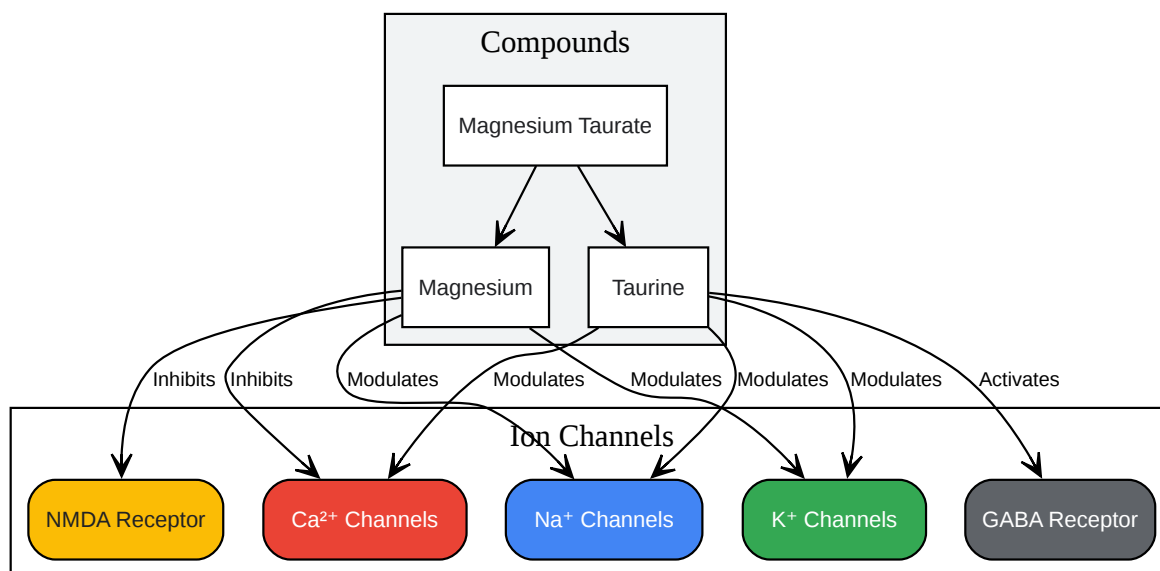 Compounds
Magnesium Taurate
Magnesium
Taurine
Inhibits
Inhibits
Modulates
Modulates
Modulates
Modulates
Modulates
Activates
Ion Channels
NMDA Receptor
Ca²⁺ Channels
Na⁺ Channels
K⁺ Channels
GABA Receptor